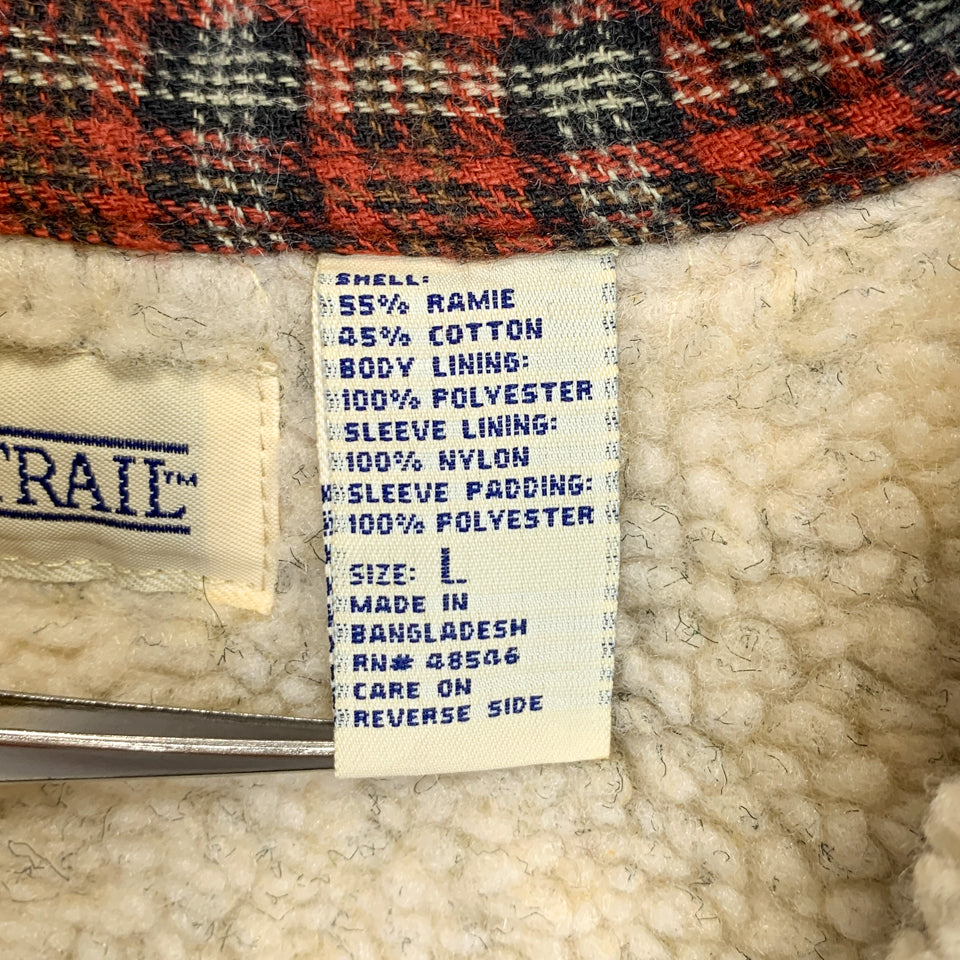 TRAIL™
SHELL:
55% RAMIE
45% COTTON
BODY LINING:
100% POLYESTER
SLEEVE LINING:
100% NYLON
SLEEVE PADDING:
100% POLYESTER
SIZE: L
MADE IN
BANGLADESH
RN# 48546
CARE ON
REVERSE SIDE